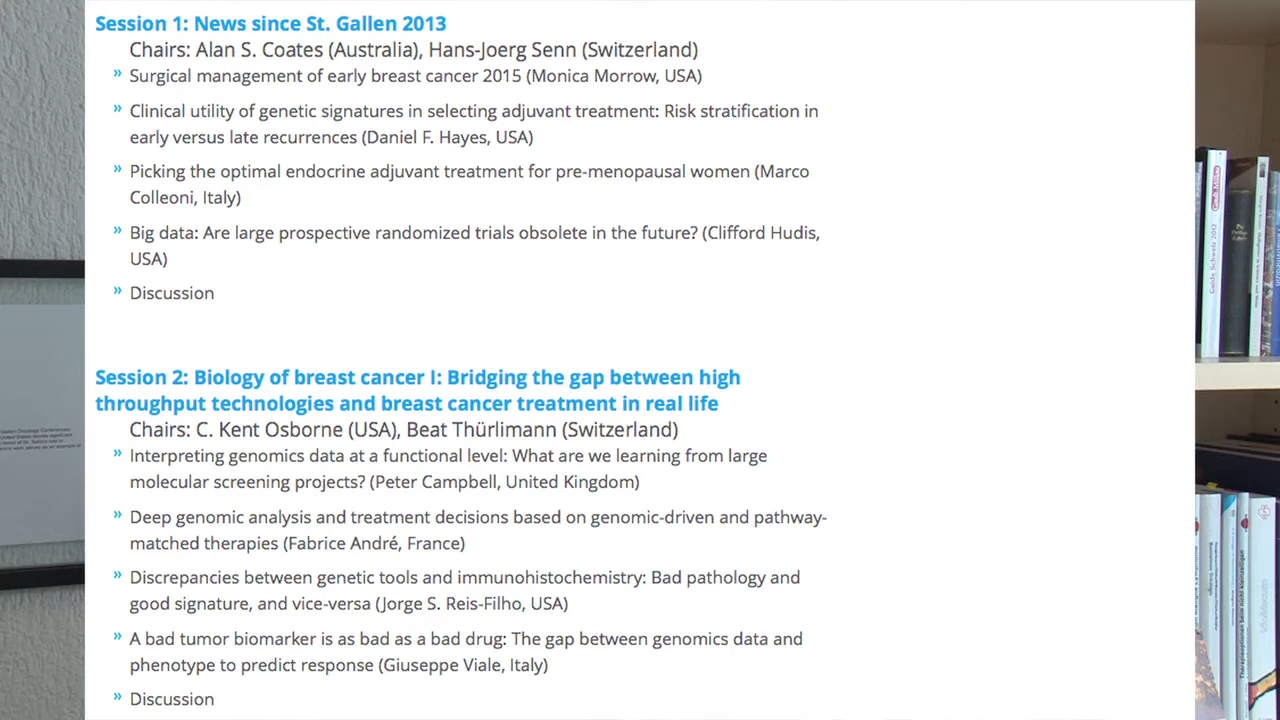 Session 1: News since St. Gallen 2013
Chairs: Alan S. Coates (Australia), Hans-Joerg Senn (Switzerland)
» Surgical management of early breast cancer 2015 (Monica Morrow, USA)
» Clinical utility of genetic signatures in selecting adjuvant treatment: Risk stratification in
early versus late recurrences (Daniel F. Hayes, USA)
» Picking the optimal endocrine adjuvant treatment for pre-menopausal women (Marco
Colleoni, Italy)
» Big data: Are large prospective randomized trials obsolete in the future? (Clifford Hudis,
USA)
» Discussion
Session 2: Biology of breast cancer I: Bridging the gap between high
throughput technologies and breast cancer treatment in real life
Chairs: C. Kent Osborne (USA), Beat Thürlimann (Switzerland)
» Interpreting genomics data at a functional level: What are we learning from large
molecular screening projects? (Peter Campbell, United Kingdom)
» Deep genomic analysis and treatment decisions based on genomic-driven and pathway-
matched therapies (Fabrice André, France)
» Discrepancies between genetic tools and immunohistochemistry: Bad pathology and
good signature, and vice-versa (Jorge S. Reis-Filho, USA)
» A bad tumor biomarker is as bad as a bad drug: The gap between genomics data and
phenotype to predict response (Giuseppe Viale, Italy)
» Discussion
Guide Schweiz 2012